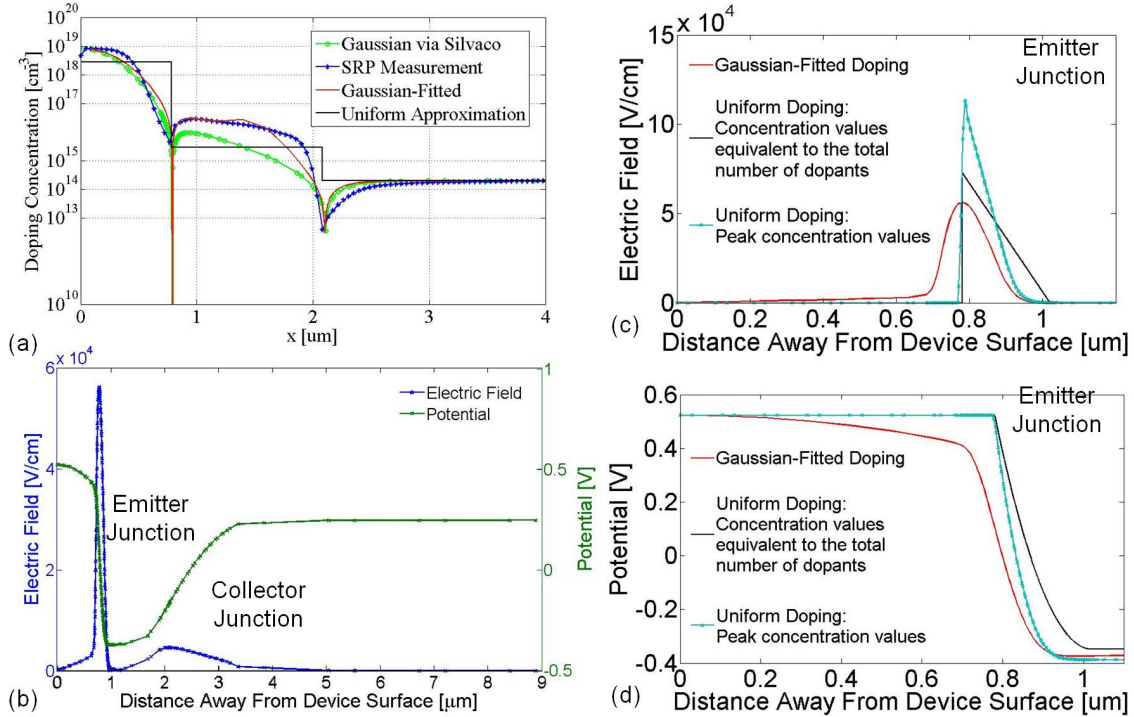 10^20
10^19
10^18
10^17
10^16
10^15
10^14
10^13
10^10
Doping Concentration [cm^-3]
Gaussian via Silvaco
SRP Measurement
Gaussian-Fitted
Uniform Approximation
0
1
2
3
4
x [um]
(a)
6 x 10^4
4
2
0
Electric Field [V/cm]
Electric Field
Potential
Emitter
Junction
Collector
Junction
1
0.5
0
-0.5
Potential [V]
0
1
2
3
4
5
6
7
8
9
Distance Away From Device Surface [μm]
(b)
15 x 10^4
10
5
0
Electric Field [V/cm]
Emitter
Junction
Gaussian-Fitted Doping
Uniform Doping:
Concentration values
equivalent to the total
number of dopants
Uniform Doping:
Peak concentration values
0
0.2
0.4
0.6
0.8
1
Distance Away From Device Surface [um]
(c)
0.6
0.4
0.2
0
-0.2
-0.4
Potential [V]
Emitter
Junction
Gaussian-Fitted Doping
Uniform Doping:
Concentration values
equivalent to the total
number of dopants
Uniform Doping:
Peak concentration values
0
0.2
0.4
0.6
0.8
1
Distance Away From Device Surface [um]
(d)